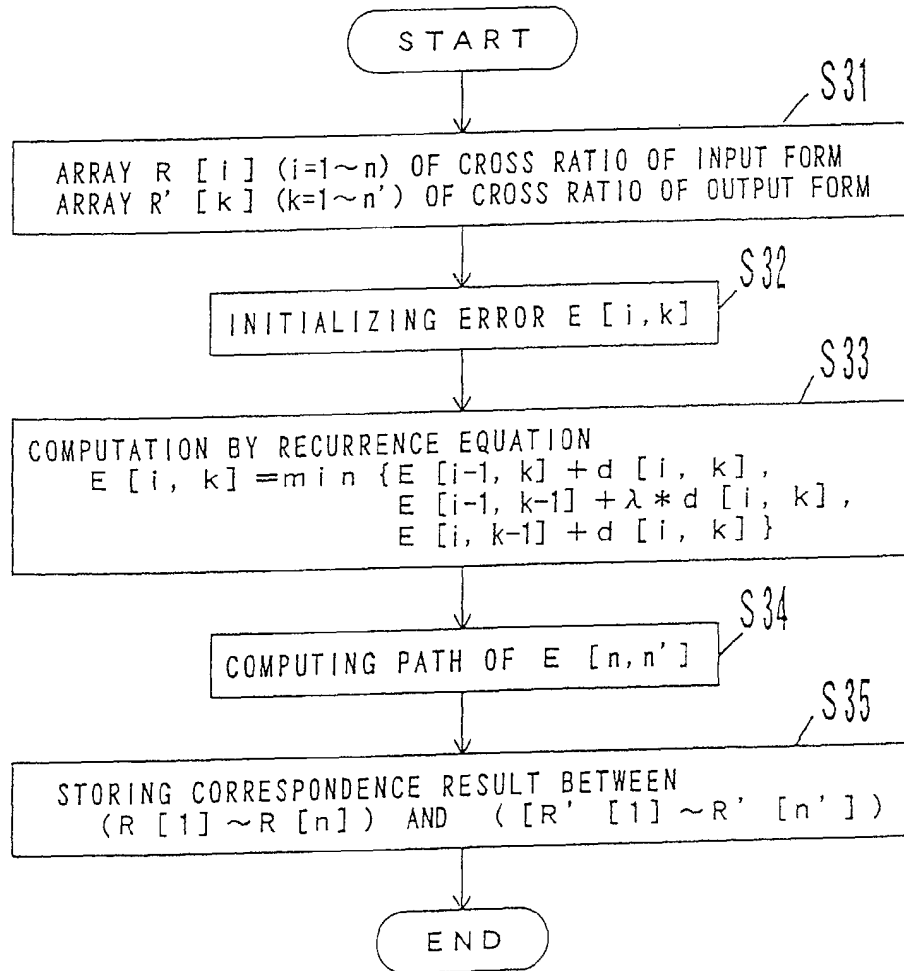 START
S31
ARRAY R [i] (i=1~n) OF CROSS RATIO OF INPUT FORM
ARRAY R' [k] (k=1~n') OF CROSS RATIO OF OUTPUT FORM
S32
INITIALIZING ERROR E [i,k]
S33
COMPUTATION BY RECURRENCE EQUATION
E [i, k] =min {E [i-1, k] +d [i, k],
E [i-1, k-1] +λ*d [i, k],
E [i, k-1] +d [i, k] }
S34
COMPUTING PATH OF E [n,n']
S35
STORING CORRESPONDENCE RESULT BETWEEN
(R [1] ~R [n]) AND ([R' [1] ~R' [n'])
END